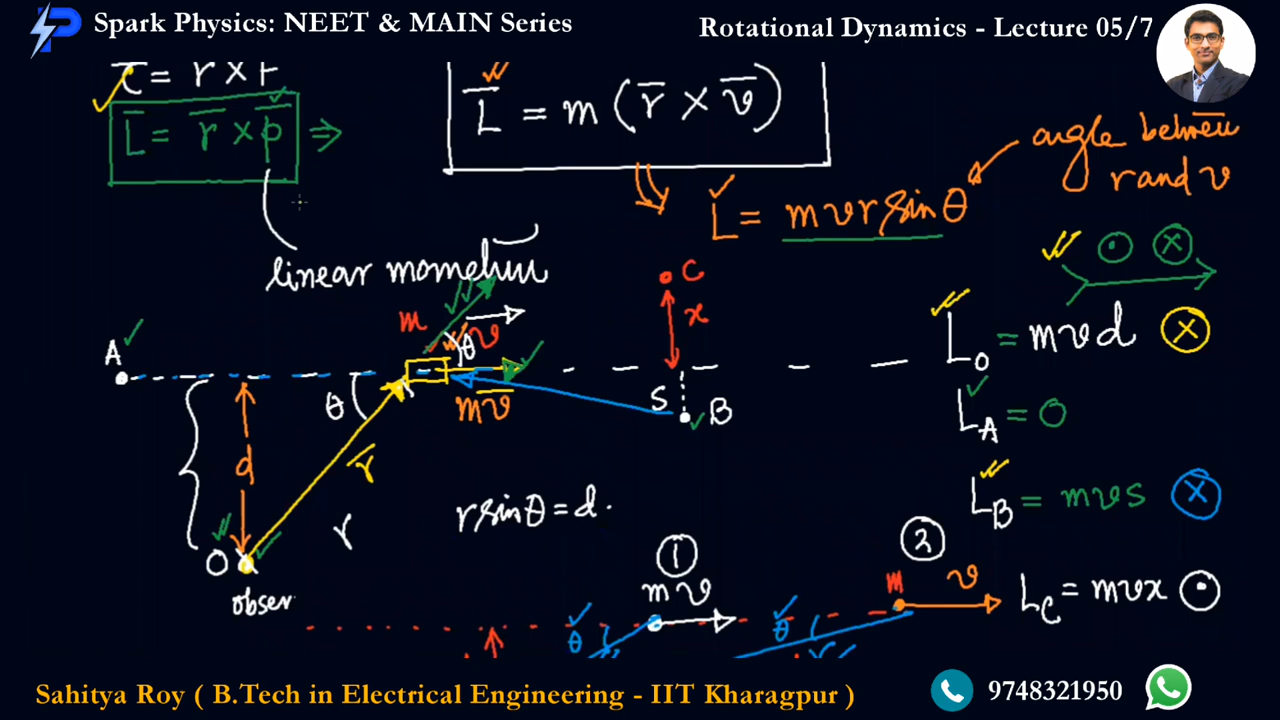 Spark Physics: NEET & MAIN Series
Rotational Dynamics - Lecture 05/7
τ̄ = r × F
L̄ = r̄ × p̄ ⇒
L̄ = m (r̄ × v̄)
angle between
r and v
L = mvr sin θ
linear momentum
C
x
m
v
θ
A
θ
mv̄
S
B
L_O = mvd ⊗
L_A = 0
L_B = mvs ⊗
L_C = mvx ⊙
d
r̄
r
r sin θ = d.
O
obser
①
mv
②
m
v
θ
θ
Sahitya Roy ( B.Tech in Electrical Engineering - IIT Kharagpur )
9748321950